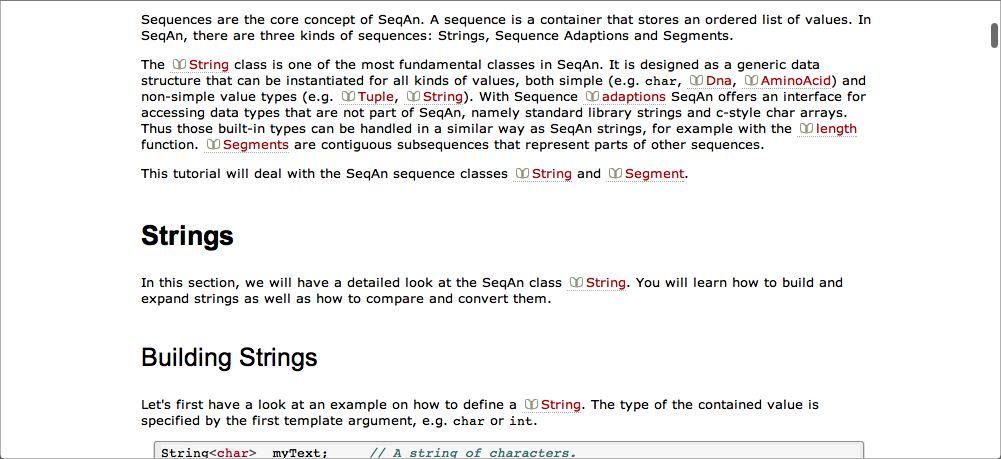 Sequences are the core concept of SeqAn. A sequence is a container that stores an ordered list of values. In
SeqAn, there are three kinds of sequences: Strings, Sequence Adaptions and Segments.
The String class is one of the most fundamental classes in SeqAn. It is designed as a generic data
structure that can be instantiated for all kinds of values, both simple (e.g. char, Dna, AminoAcid) and
non-simple value types (e.g. Tuple, String). With Sequence adaptions SeqAn offers an interface for
accessing data types that are not part of SeqAn, namely standard library strings and c-style char arrays.
Thus those built-in types can be handled in a similar way as SeqAn strings, for example with the length
function. Segments are contiguous subsequences that represent parts of other sequences.
This tutorial will deal with the SeqAn sequence classes String and Segment.
Strings
In this section, we will have a detailed look at the SeqAn class String. You will learn how to build and
expand strings as well as how to compare and convert them.
Building Strings
Let's first have a look at an example on how to define a String. The type of the contained value is
specified by the first template argument, e.g. char or int.
String<char> myText; // A string of characters.